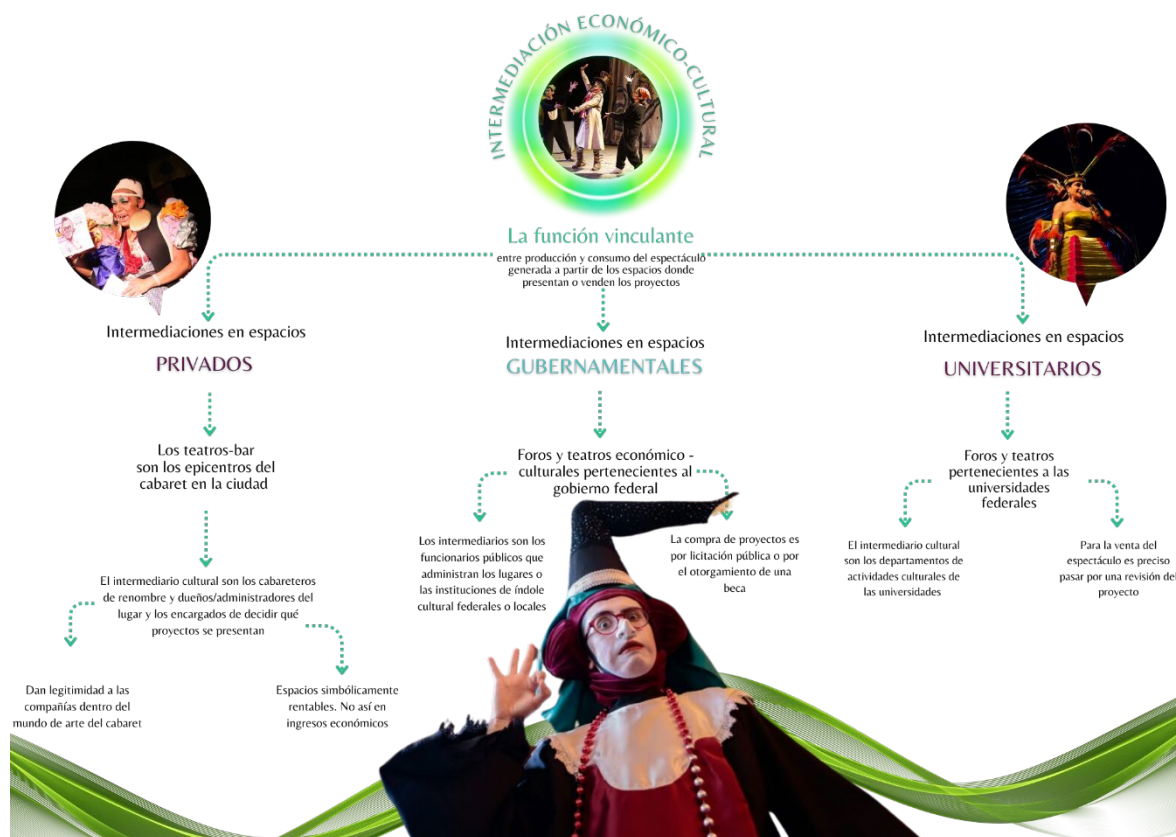 INTERMEDIACIÓN ECONÓMICO-CULTURAL
La función vinculante
entre producción y consumo del espectáculo
generada a partir de los espacios donde
presentan o venden los proyectos
Intermediaciones en espacios
PRIVADOS
Los teatros-bar
son los epicentros del
cabaret en la ciudad
El intermediario cultural son los cabareteros
de renombre y dueños/administradores del
lugar y los encargados de decidir qué
proyectos se presentan
Dan legitimidad a las
compañías dentro del
mundo de arte del cabaret
Espacios simbólicamente
rentables. No así en
ingresos económicos
Intermediaciones en espacios
GUBERNAMENTALES
Foros y teatros económico -
culturales pertenecientes al
gobierno federal
Los intermediarios son los
funcionarios públicos que
administran los lugares o
las instituciones de índole
cultural federales o locales
La compra de proyectos es
por licitación pública o por
el otorgamiento de una
beca
Intermediaciones en espacios
UNIVERSITARIOS
Foros y teatros
pertenecientes a las
universidades
federales
El intermediario cultural
son los departamentos de
actividades culturales de
las universidades
Para la venta del
espectáculo es preciso
pasar por una revisión del
proyecto